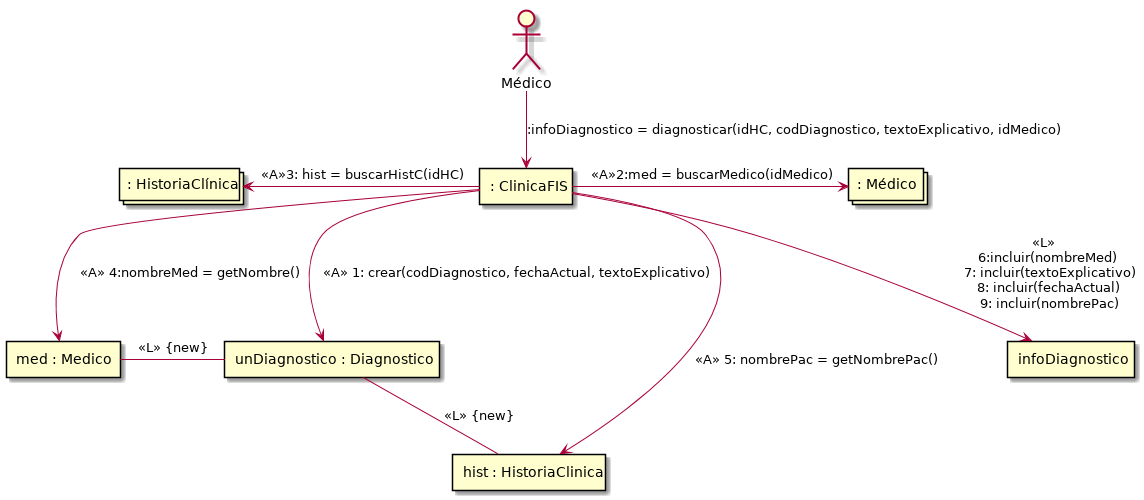 Médico
:infoDiagnostico = diagnosticar(idHC, codDiagnostico, textoExplicativo, idMedico)
: HistoriaClínica
«A»3: hist = buscarHistC(idHC)
: ClinicaFIS
«A»2:med = buscarMedico(idMedico)
: Médico
«L»
6:incluir(nombreMed)
7: incluir(textoExplicativo)
8: incluir(fechaActual)
9: incluir(nombrePac)
«A» 4:nombreMed = getNombre()
«A» 1: crear(codDiagnostico, fechaActual, textoExplicativo)
med : Medico
«L» {new}
unDiagnostico : Diagnostico
«A» 5: nombrePac = getNombrePac()
infoDiagnostico
«L» {new}
hist : HistoriaClinica